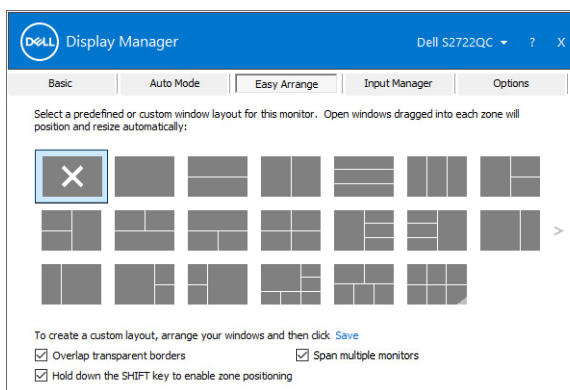 DELL Display Manager Dell S2722QC ? X
Basic Auto Mode Easy Arrange Input Manager Options
Select a predefined or custom window layout for this monitor. Open windows dragged into each zone will
position and resize automatically:
>
To create a custom layout, arrange your windows and then click Save
Overlap transparent borders Span multiple monitors
Hold down the SHIFT key to enable zone positioning